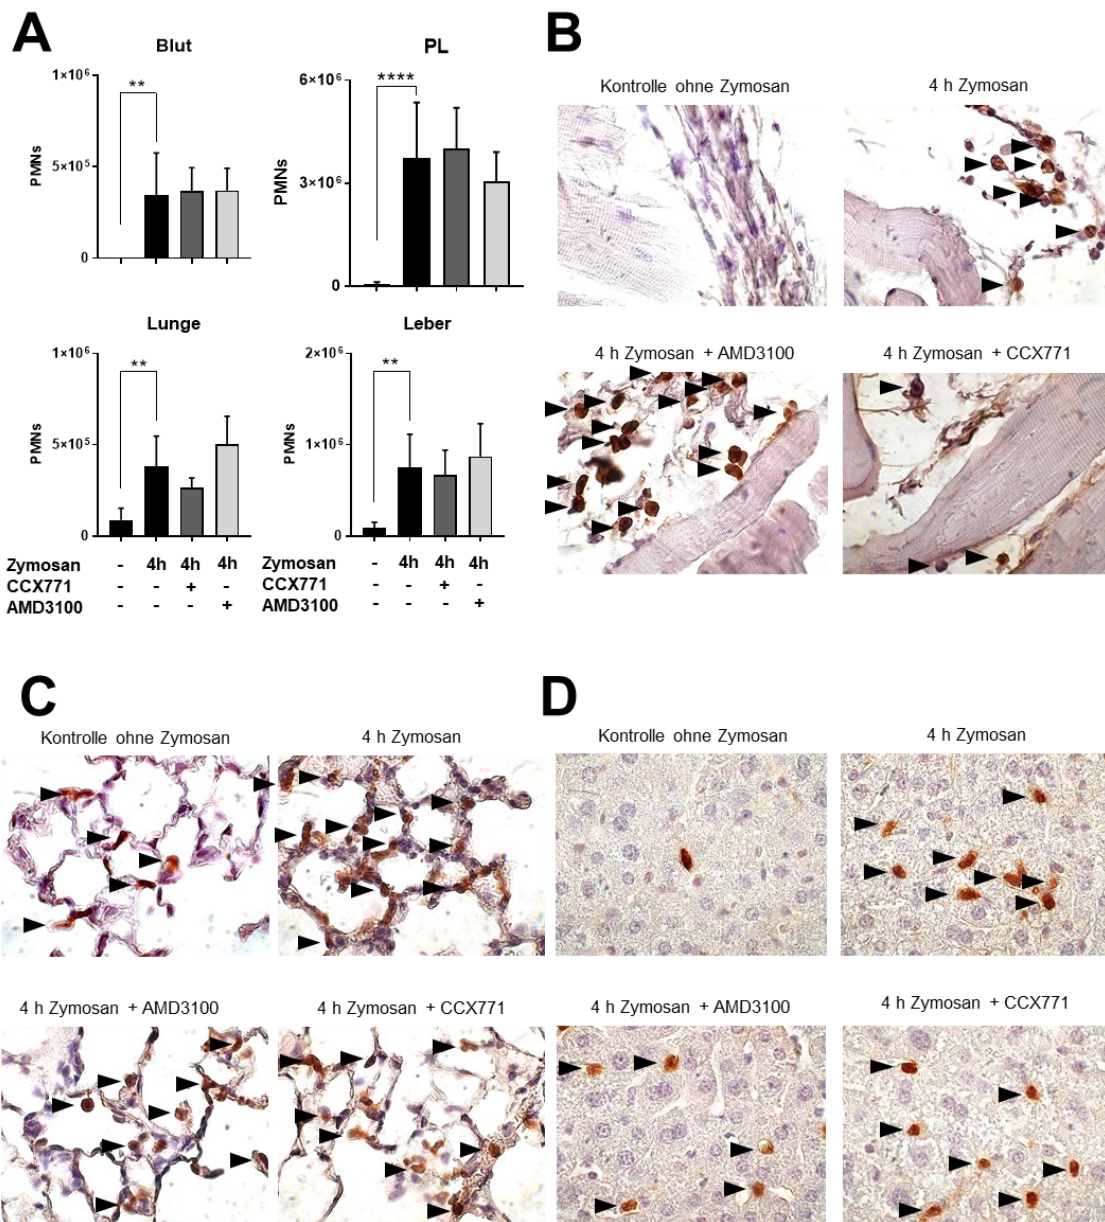 A
Blut
PL
1×10⁶
5×10⁵
0
PMNs
**
6×10⁶
3×10⁶
0
PMNs
****
Lunge
Leber
1×10⁶
5×10⁵
0
PMNs
**
2×10⁶
1×10⁶
0
PMNs
**
Zymosan - 4h 4h 4h
CCX771 - - + -
AMD3100 - - - +
Zymosan - 4h 4h 4h
CCX771 - - + -
AMD3100 - - - +
B
Kontrolle ohne Zymosan
4 h Zymosan
4 h Zymosan + AMD3100
4 h Zymosan + CCX771
C
Kontrolle ohne Zymosan
4 h Zymosan
4 h Zymosan + AMD3100
4 h Zymosan + CCX771
D
Kontrolle ohne Zymosan
4 h Zymosan
4 h Zymosan + AMD3100
4 h Zymosan + CCX771